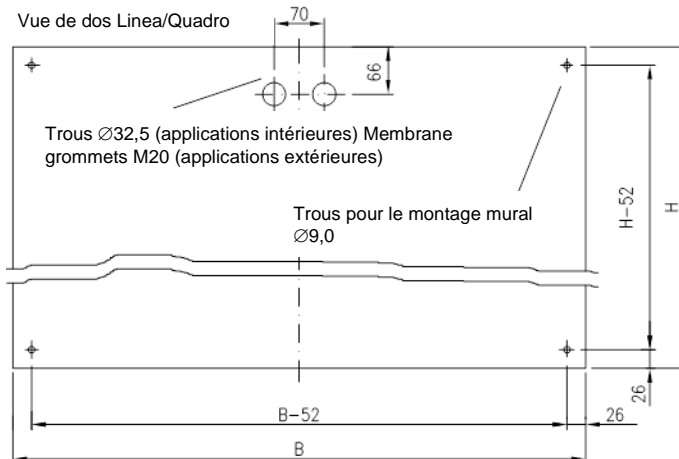 Vue de dos Linea/Quadro
70
66
Trous ∅32,5 (applications intérieures) Membrane
grommets M20 (applications extérieures)
Trous pour le montage mural
∅9,0
H-52
H
26
B-52
26
B